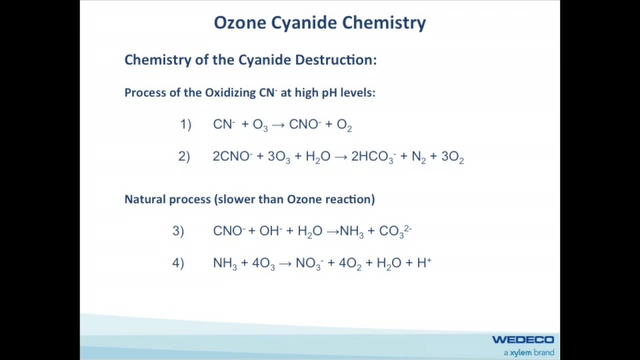 Ozone Cyanide Chemistry
Chemistry of the Cyanide Destruction:
Process of the Oxidizing CN⁻ at high pH levels:
1) CN⁻ + O₃ → CNO⁻ + O₂
2) 2CNO⁻ + 3O₃ + H₂O → 2HCO₃⁻ + N₂ + 3O₂
Natural process (slower than Ozone reaction)
3) CNO⁻ + OH⁻ + H₂O →NH₃ + CO₃²⁻
4) NH₃ + 4O₃ → NO₃⁻ + 4O₂ + H₂O + H⁺
WEDECO
a xylem brand